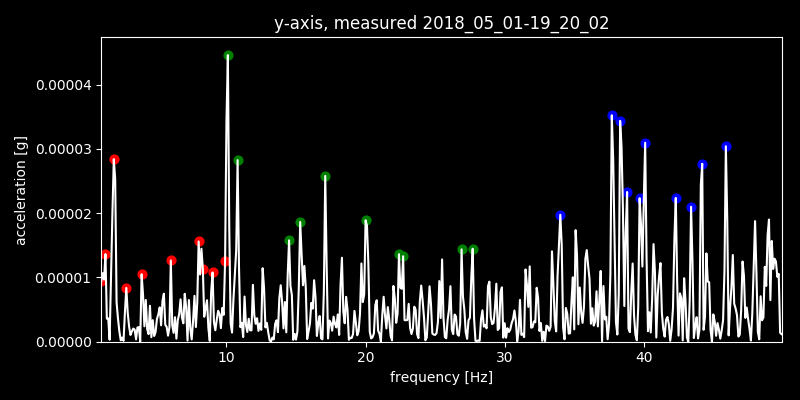 y-axis, measured 2018_05_01-19_20_02
acceleration [g]
0.00004
0.00003
0.00002
0.00001
0.00000
10 20 30 40
frequency [Hz]